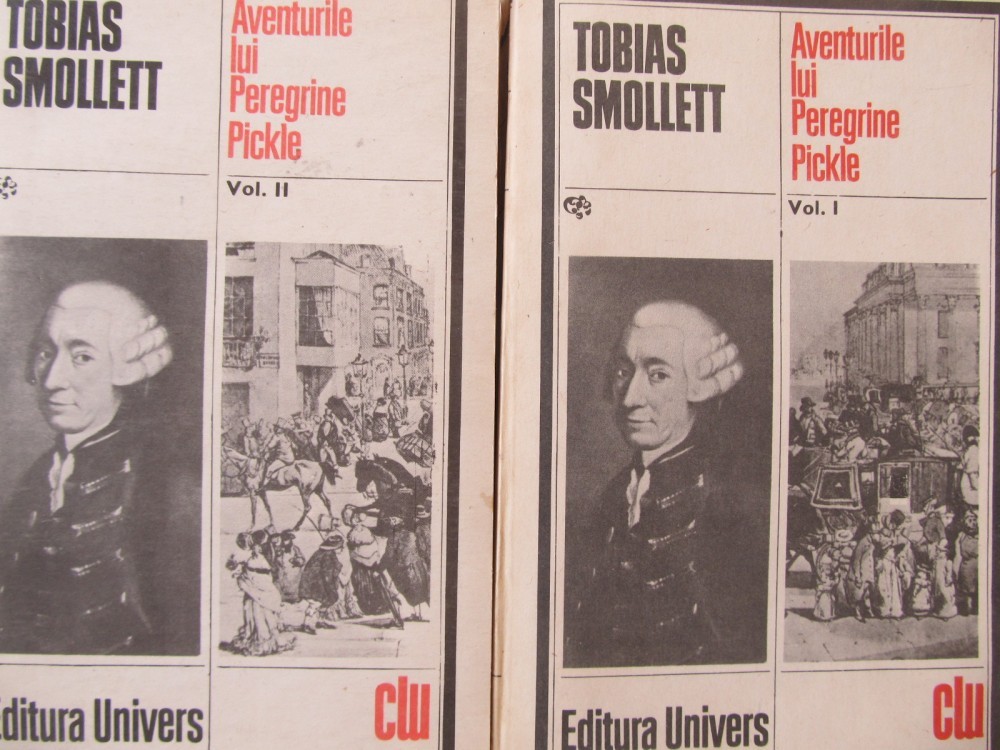 TOBIAS
SMOLLETT
Aventurile
lui
Peregrine
Pickle
Vol. II
Editura Univers
clu
TOBIAS
SMOLLETT
Aventurile
lui
Peregrine
Pickle
Vol. I
Editura Univers
clu